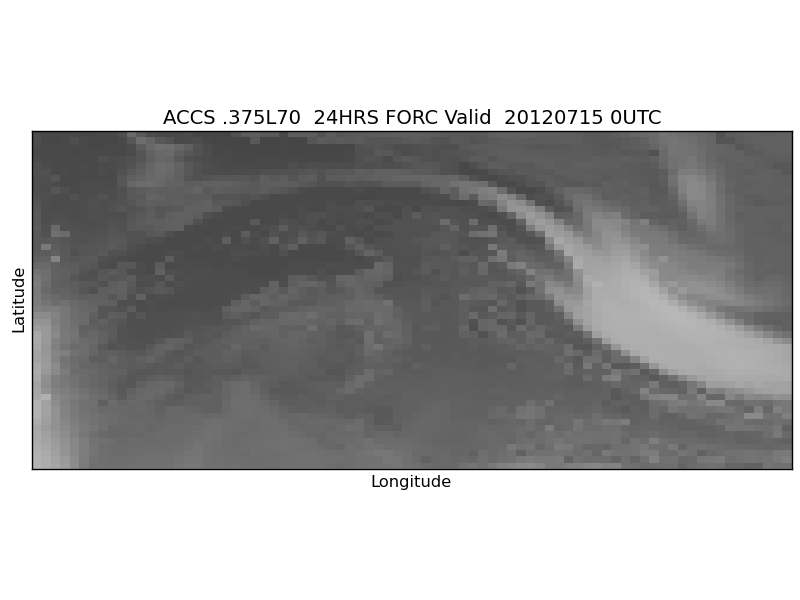 ACCS .375L70  24HRS FORC Valid  20120715 0UTC
Latitude
Longitude